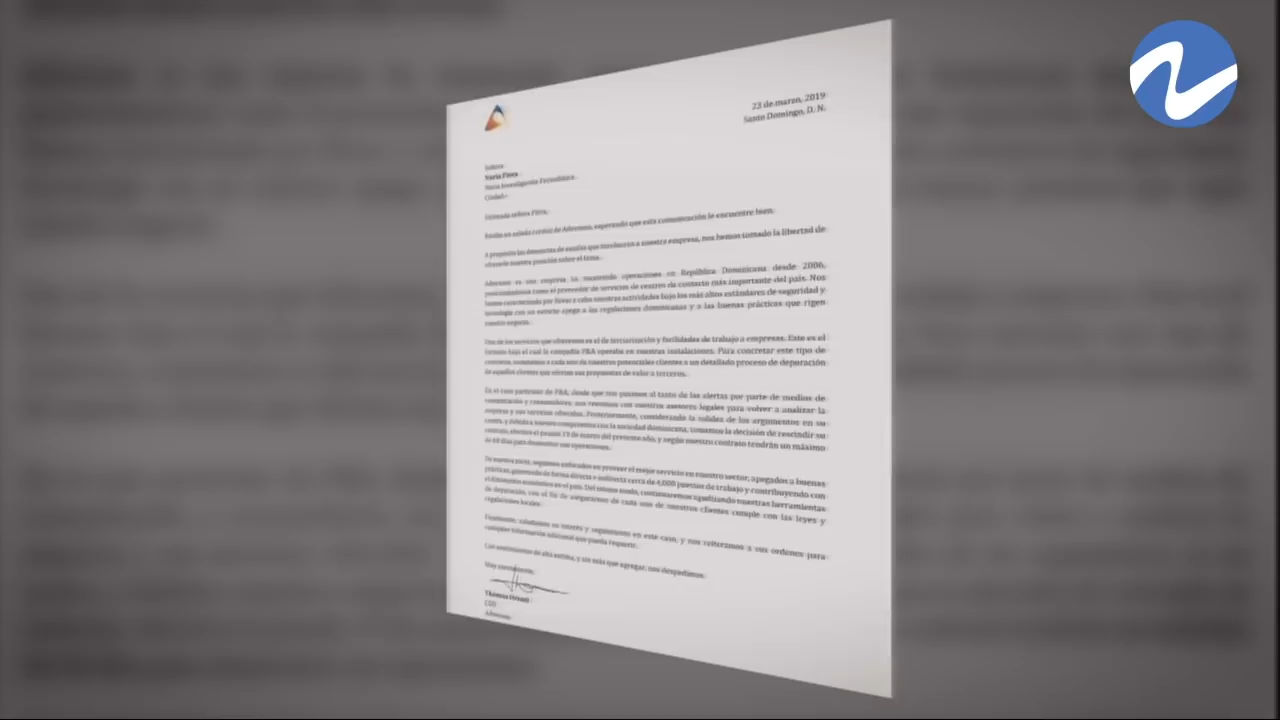 23 de marzo, 2019
Santo Domingo, D. N.
Señora
Nuria Piera
Nuria Investigación Periodística
Ciudad.-
Estimada señora Piera,
Reciba un saludo cordial de Advensus, esperando que esta comunicación le encuentre bien.
A propósito las denuncias de estafas que involucran a nuestra empresa, nos hemos tomado la libertad de
ofrecerle nuestra posición sobre el tema.
Advensus es una empresa ha mantenido operaciones en República Dominicana desde 2006,
posicionándonos como el proveedor de servicios de centros de contacto más importante del país. Nos
hemos caracterizado por llevar a cabo nuestras actividades bajo los más altos estándares de seguridad y
tecnología con un estricto apego a las regulaciones dominicanas y a las buenas prácticas que rigen
nuestro negocio.
Uno de los servicios que ofrecemos es el de tercerización y facilidades de trabajo a empresas. Este es el
formato bajo el cual la compañía FBA operaba en nuestras instalaciones. Para concretar este tipo de
contratos, sometemos a cada uno de nuestros potenciales clientes a un detallado proceso de depuración
de aquellos clientes que ofertan sus propuestas de valor a terceros.
En el caso particular de FBA, desde que nos pusimos al tanto de las alertas por parte de medios de
comunicación y consumidores, nos reunimos con nuestros asesores legales para volver a analizar la
empresa y sus servicios ofrecidos. Posteriormente, considerando la validez de los argumentos en su
contra, y debido a nuestro compromiso con la sociedad dominicana, tomamos la decisión de rescindir su
contrato, efectivo el pasado 19 de marzo del presente año, y según nuestro contrato tendrán un máximo
de 60 días para desmontar sus operaciones.
De nuestra parte, seguimos enfocados en proveer el mejor servicio en nuestro sector, apegados a buenas
prácticas, generando de forma directa e indirecta cerca de 4,000 puestos de trabajo y contribuyendo con
el dinamismo económico en el país. Del mismo modo, continuaremos agudizando nuestras herramientas
de depuración, con el fin de asegurarnos de cada uno de nuestros clientes cumple con las leyes y
regulaciones locales.
Finalmente, valoramos su interés y seguimiento en este caso, y nos reiteramos a sus órdenes para
cualquier información adicional que pueda requerir.
Con sentimientos de alta estima, y sin más que agregar, nos despedimos.
Muy atentamente,
CEO
Advensus